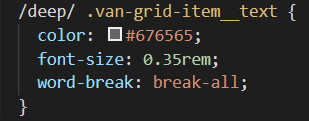 /deep/ .van-grid-item__text {
color: #676565;
font-size: 0.35rem;
word-break: break-all;
}